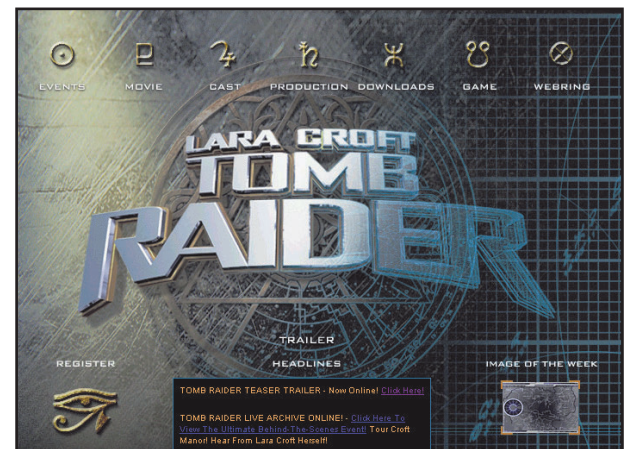 EVENTS MOVIE CAST PRODUCTION DOWNLOADS GAME WEBRING
LARA CROFT
TOMB
RAIDER
TRAILER
REGISTER HEADLINES IMAGE OF THE WEEK
TOMB RAIDER TEASER TRAILER - Now Online! Click Here!
TOMB RAIDER LIVE ARCHIVE ONLINE! - Click Here To
View The Ultimate Behind-The-Scenes Event! Tour Croft
Manor! Hear From Lara Croft Herself!